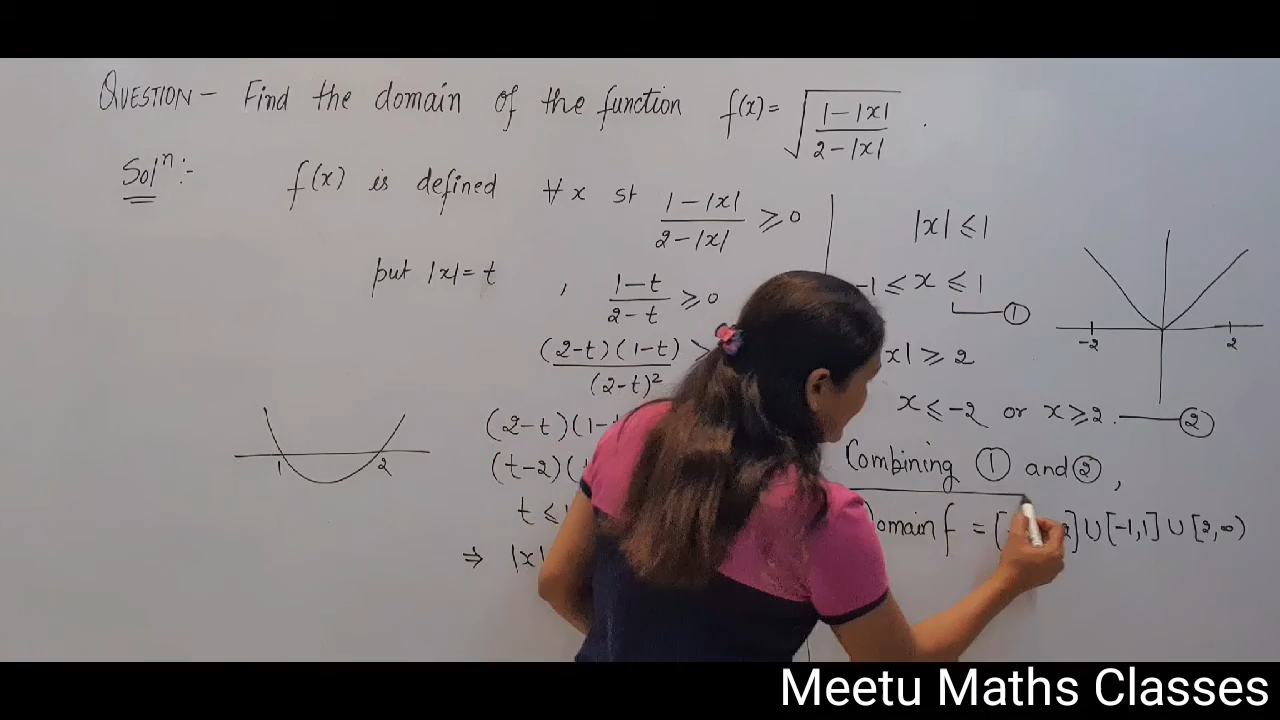 QUESTION – Find the domain of the function f(x) = √((1-|x|)/(2-|x|)) .
Solⁿ:- f(x) is defined ∀ x st (1-|x|)/(2-|x|) ≥ 0
put |x| = t , (1-t)/(2-t) ≥ 0
(2-t)(1-t)/(2-t)²
(2-t)(1-
(t-2)(
t ≤
⇒ |x|
1 2
|x| ≤ 1
-1 ≤ x ≤ 1 — ①
x| ≥ 2
x ≤ -2 or x ≥ 2. — ②
Combining ① and ② ,
Domain f = [ ] ∪ [-1,1] ∪ [2,∞)
-2 2
Meetu Maths Classes